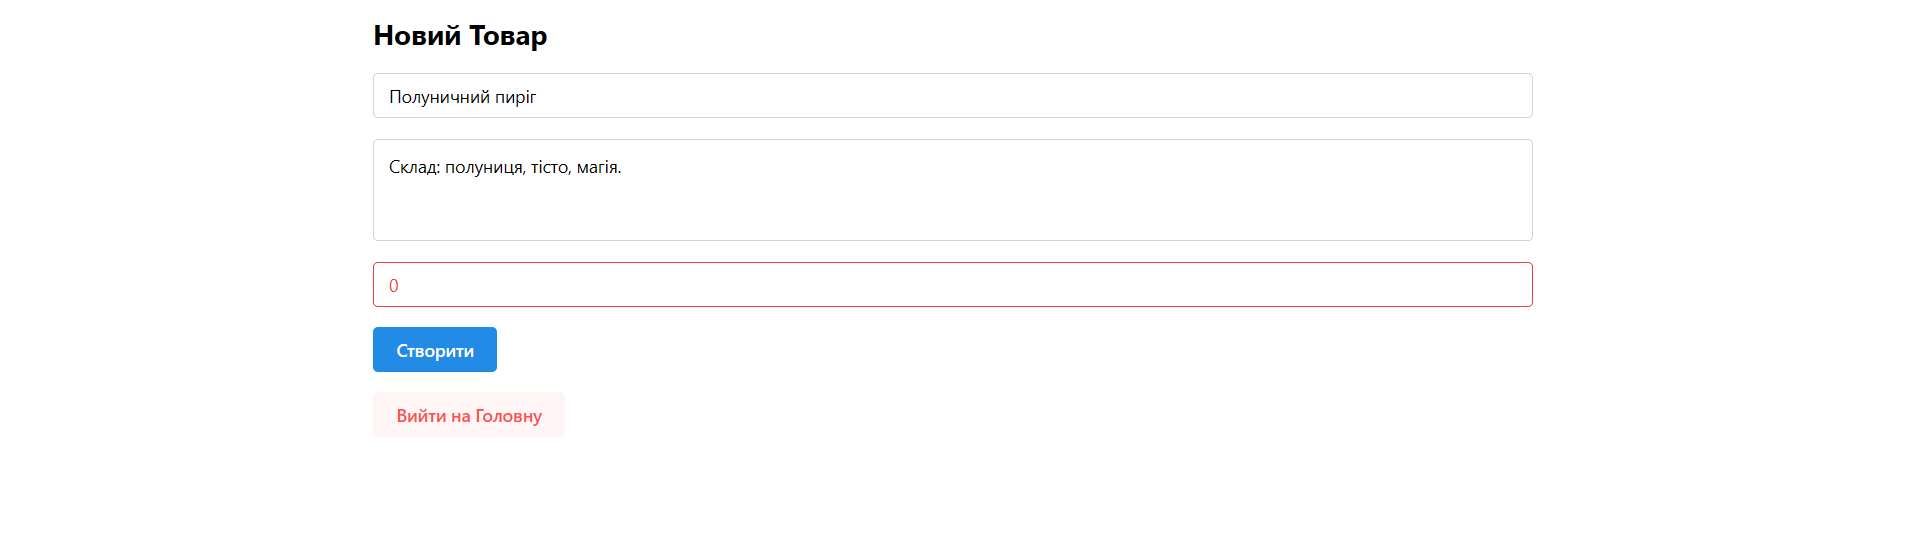 Новий Товар
Полуничний пиріг
Склад: полуниця, тісто, магія.
0
Створити
Вийти на Головну